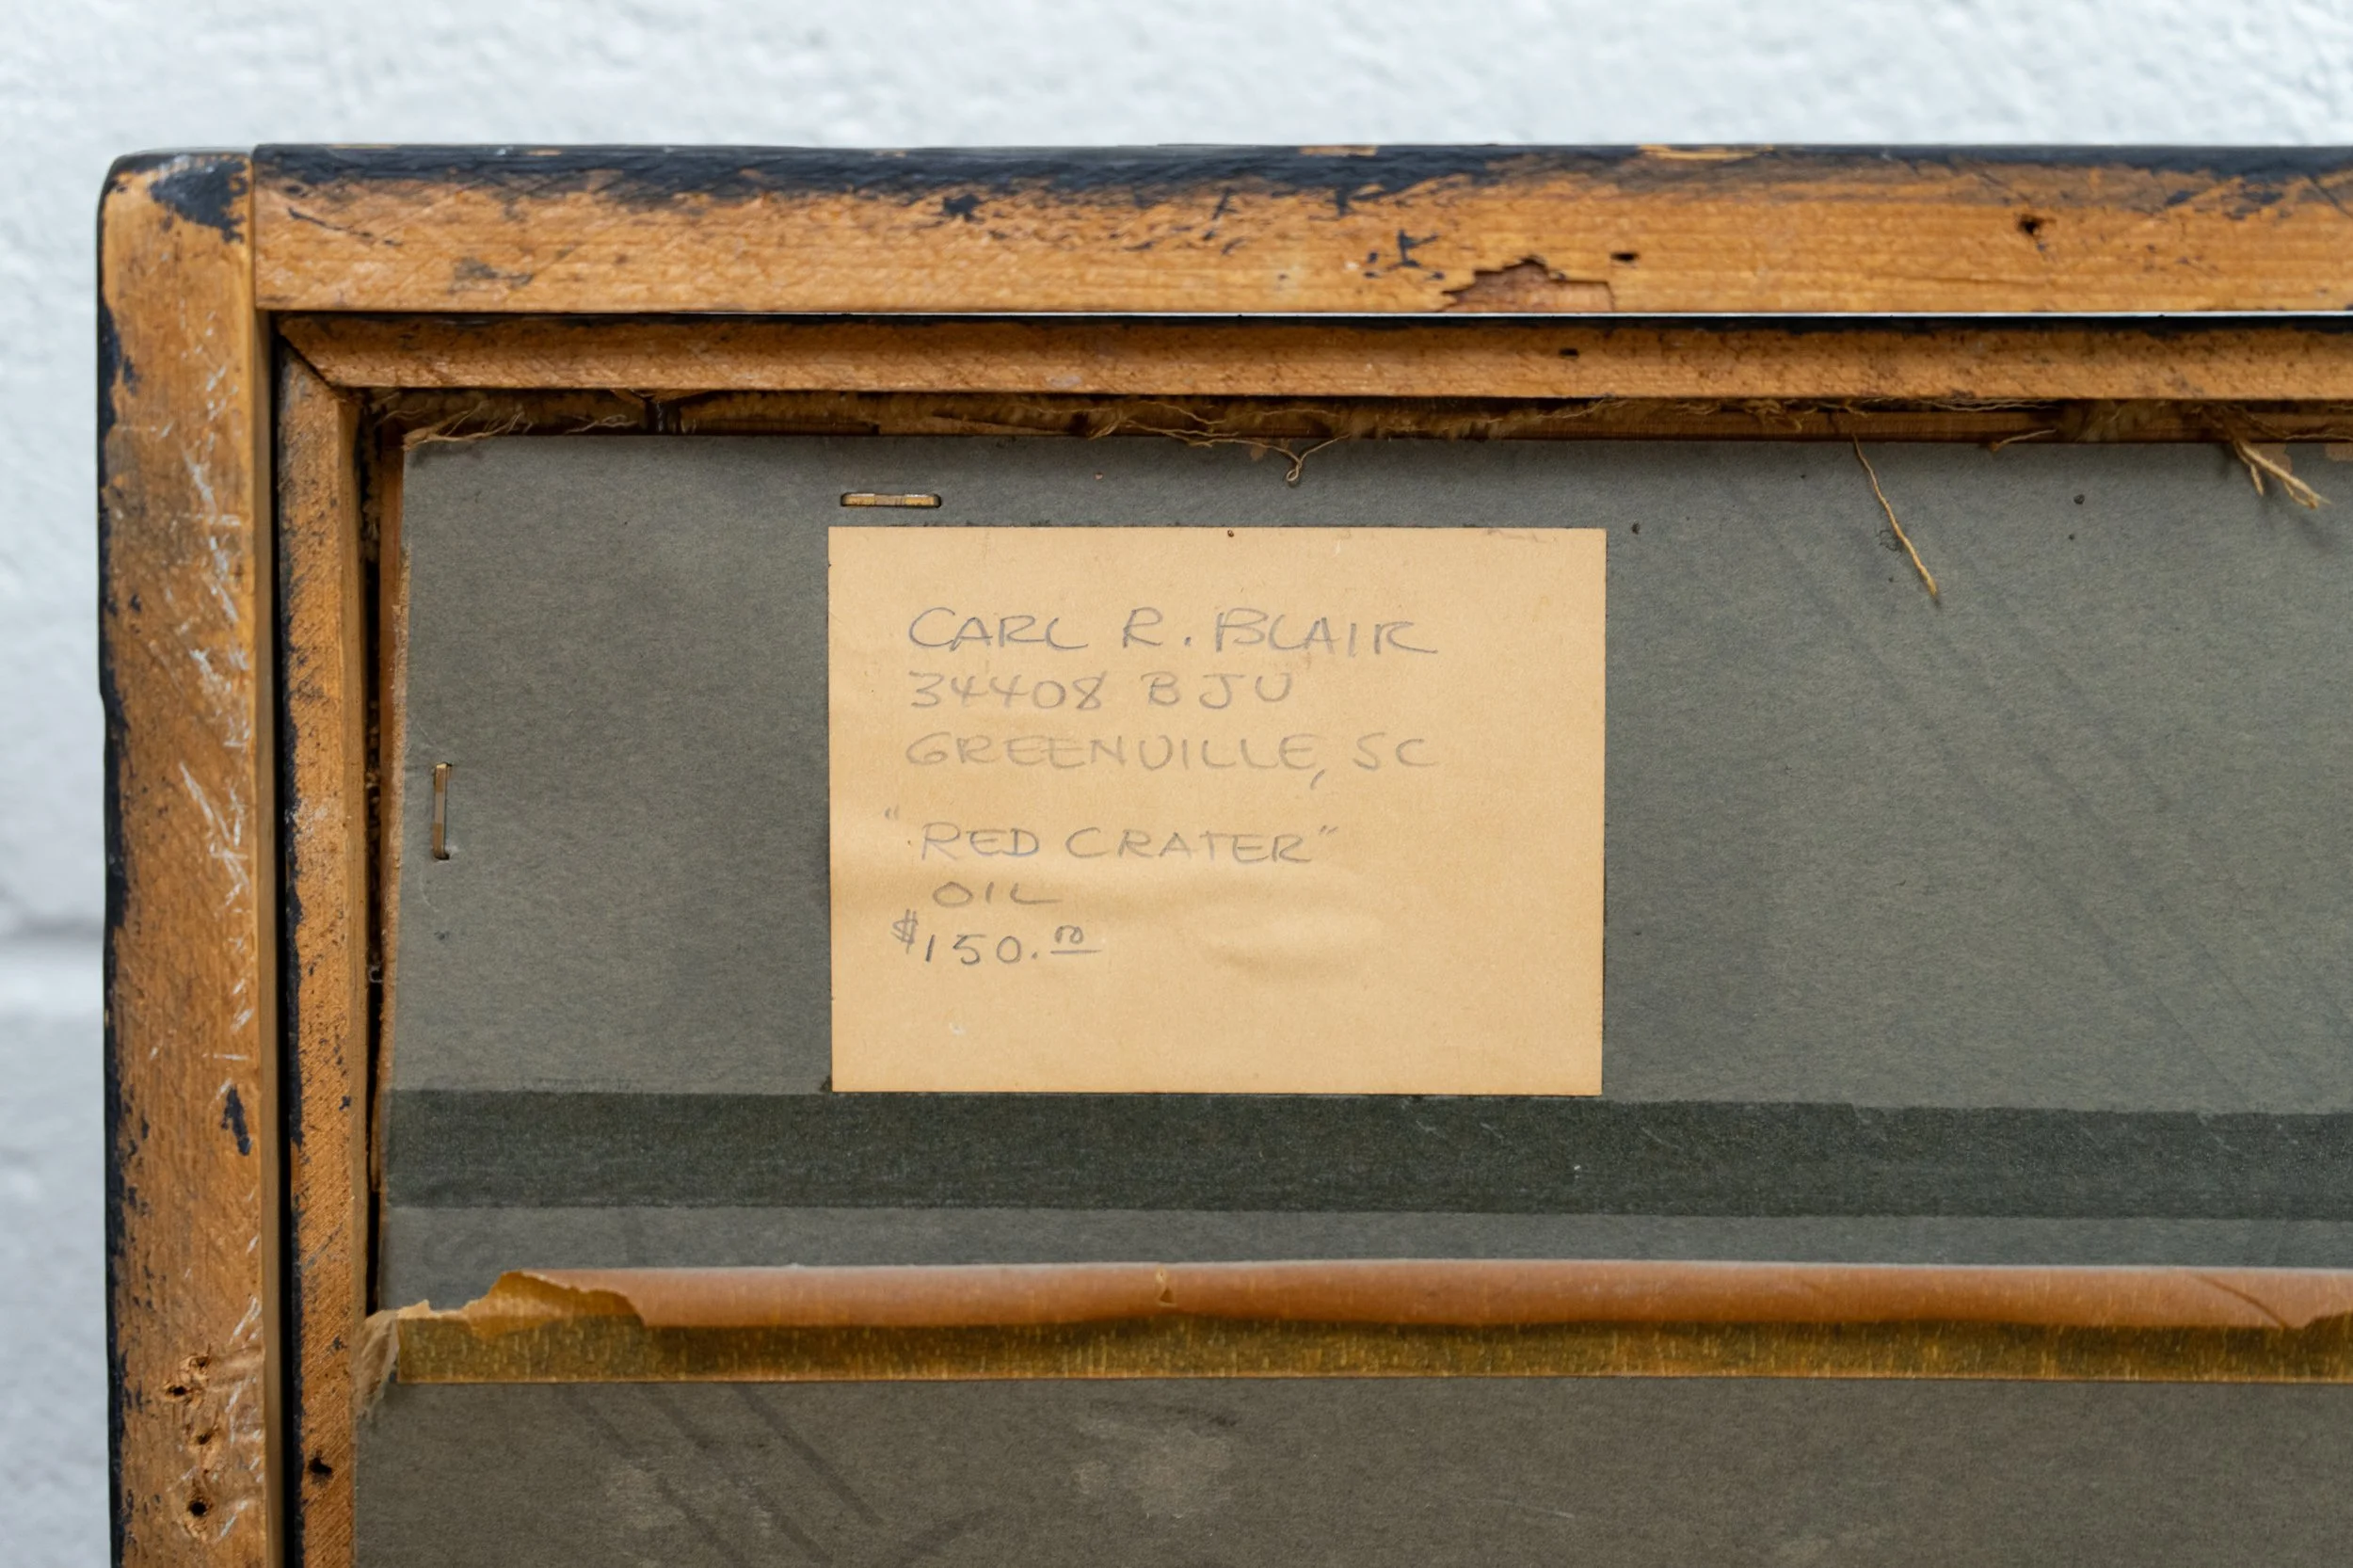 CARL R. BLAIR
34408 BJU
GREENVILLE, SC
"RED CRATER"
OIL
$150.00